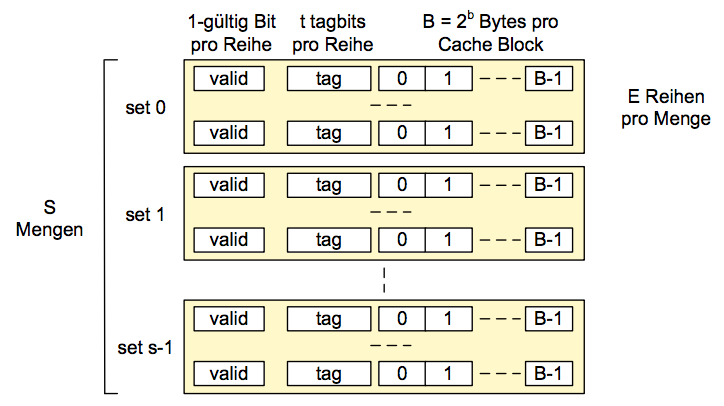 1-gültig Bit pro Reihe
t tagbits pro Reihe
B = 2^b Bytes pro Cache Block
S Mengen
E Reihen pro Menge
set 0
valid tag 0 1 B-1
valid tag 0 1 B-1
set 1
valid tag 0 1 B-1
valid tag 0 1 B-1
set s-1
valid tag 0 1 B-1
valid tag 0 1 B-1